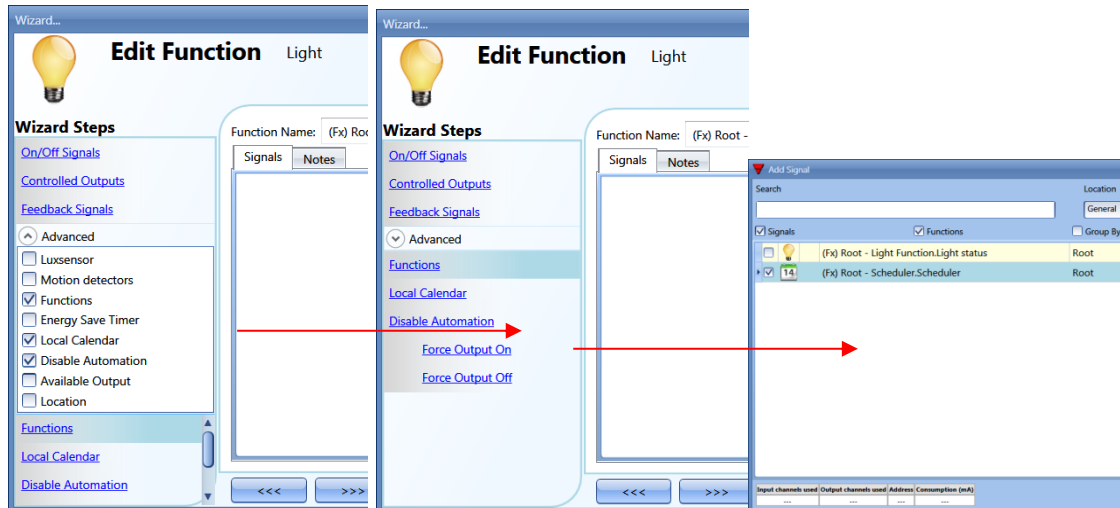 Wizard...
Edit Function Light
Wizard Steps
On/Off Signals
Controlled Outputs
Feedback Signals
Advanced
Luxsensor
Motion detectors
Functions
Energy Save Timer
Local Calendar
Disable Automation
Available Output
Location
Functions
Local Calendar
Disable Automation
Function Name: (Fx) Roo
Signals Notes
<<< >>>
Wizard...
Edit Function Light
Wizard Steps
On/Off Signals
Controlled Outputs
Feedback Signals
Advanced
Functions
Local Calendar
Disable Automation
Force Output On
Force Output Off
Function Name: (Fx) Root -
Signals Notes
<<< >>>
Add Signal
Search Location
General
Signals Functions Group By
(Fx) Root - Light Function.Light status Root
14 (Fx) Root - Scheduler.Scheduler Root
Input channels used Output channels used Address Consumption (mA)
--- --- --- ---